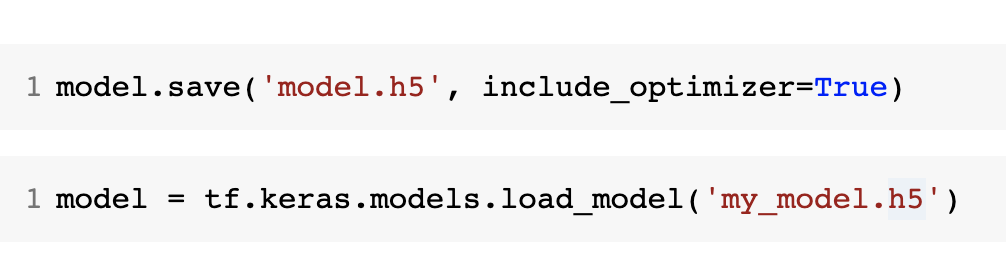 1 model.save('model.h5', include_optimizer=True)
1 model = tf.keras.models.load_model('my_model.h5')